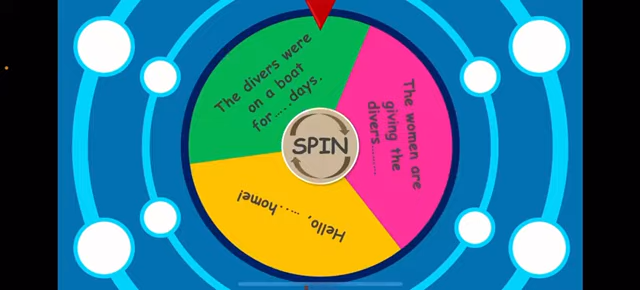 The divers were
on a boat
for.....days.
The women are
giving the
divers........
SPIN
Hello, .....home!